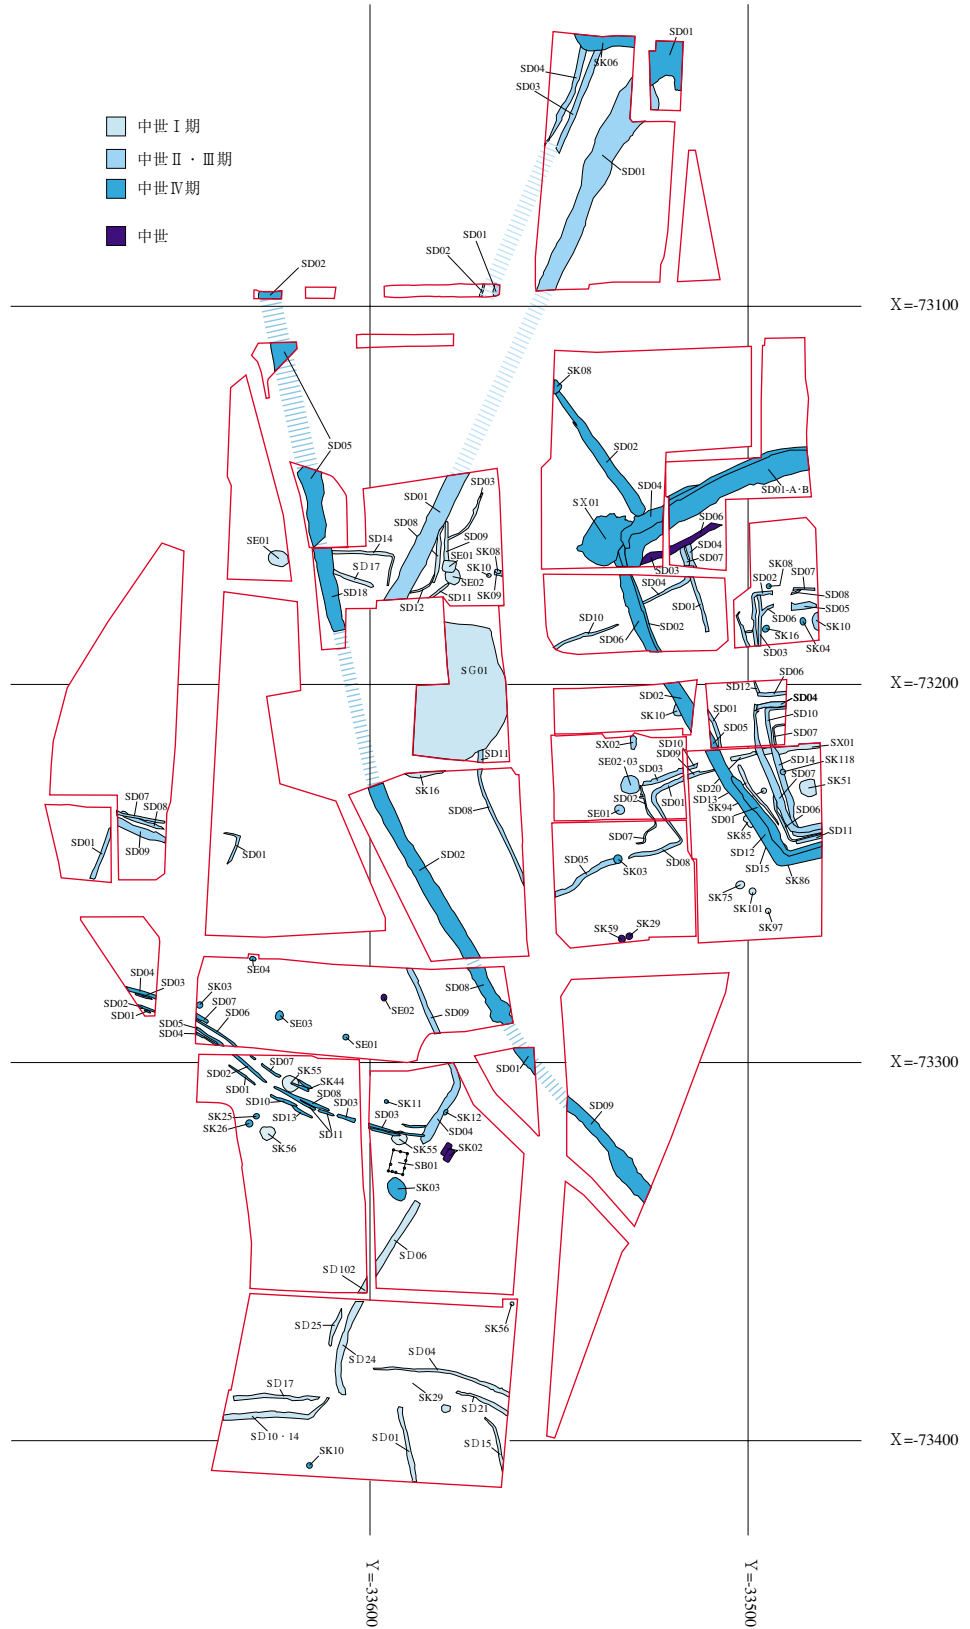 SD01
SD04
SK06
SD03
中世Ⅰ期
中世Ⅱ・Ⅲ期
中世Ⅳ期
中世
SD01
SD01
SD02
SD02
X=-73100
SK08
SD05
SD02
SD03
SD04
SD01-A・B
SD01
SX01
SD08
SD06
SD09
SD14
SE01
SE01
SK08
SD04
SD03
SD07
SK10
SD17
SE02
SK08
SD07
SD02
SD04
SD08
SD18
SD11
SK09
SD12
SD01
SD05
SD10
SD06
SK10
SD02
SD06
SK16
SK04
SD03
SG01
SD06
X=-73200
SD12
SD02
SD04
SK10
SD01
SD10
SD05
SD07
SX02
SD10
SX01
SD09
SD11
SD14
SE02・03
SK118
SD03
SK16
SD07
SK51
SD20
SD07
SD02
SD13
SD01
SD08
SD08
SK94
SE01
SD06
SD01
SD01
SK85
SD11
SD07
SD09
SD01
SD02
SD12
SD08
SD05
SD15
SK03
SK86
SK75
SK101
SK97
SK59
SK29
SE04
SD04
SD03
SK03
SD08
SD07
SD02
SD06
SE02
SD09
SD01
SE03
SD05
SD04
SE01
SD07
SD01
SD02
SK55
X=-73300
SD01
SK44
SD08
SD10
SD03
SK11
SD09
SK25
SD13
SD03
SK12
SK26
SD11
SD04
SK56
SK55
SK02
SB01
SK03
SD06
SD102
SD25
SK56
SD24
SD04
SD17
SK29
SD21
SD10・14
SD01
SD15
X=-73400
SK10
Y=-33600
Y=-33500